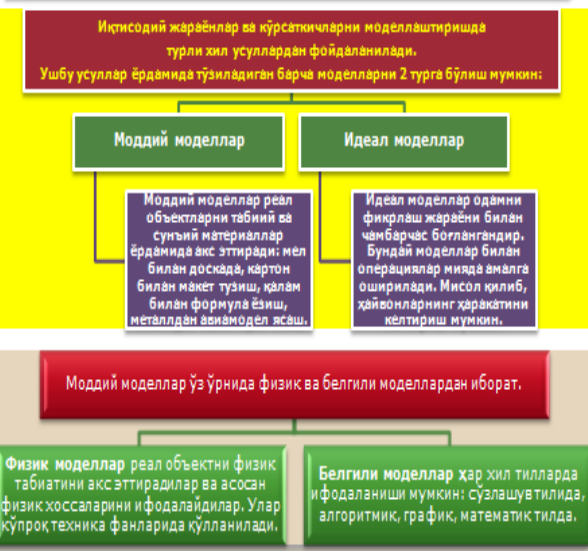 Иқтисодий жараёнлар ва кўрсаткичларни моделлаштиришда
турли хил усуллардан фойдаланилади.
Ушбу усуллар ёрдамида тўзиладиган барча моделларни 2 турга бўлиш мумкин:
Моддий моделлар
Идеал моделлар
Моддий моделлар реал
объектларни табиий ва
сунъий материаллар
ёрдамида акс эттиради: мел
билан доскада, картон
билан макет тузиш, қалам
билан формула ёзиш,
металлдан авиамодел ясаш.
Идеал моделлар одамни
фикрлаш жараёни билан
чамбарчас боғлангандир.
Бундай моделлар билан
операциялар мияда амалга
оширилади. Мисол қилиб,
ҳайвонларнинг ҳаракатини
келтириш мумкин.
Моддий моделлар ўз ўрнида физик ва белгили моделлардан иборат.
Физик моделлар реал объектни физик
табиатини акс эттирадилар ва асосан
физик хоссаларини ифодалайдилар. Улар
кўпроқ техника фанларида қўлланилади.
Белгили моделлар ҳар хил тилларда
ифодаланиши мумкин: сўзлашув тилида,
алгоритмик, график, математик тилда.